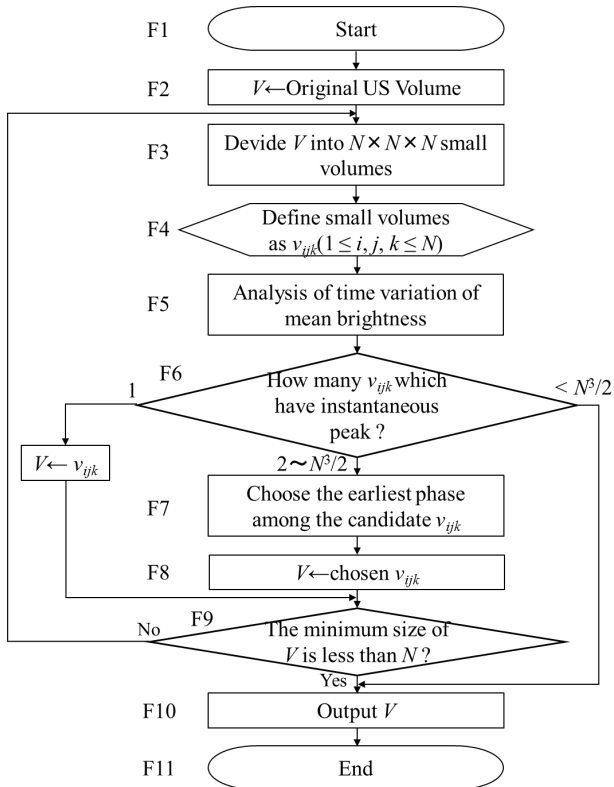 F1
Start
F2
V←Original US Volume
F3
Devide V into N×N×N small
volumes
F4
Define small volumes
as vijk(1 ≤ i, j, k ≤ N)
F5
Analysis of time variation of
mean brightness
F6
How many vijk which
have instantaneous
peak ?
1
< N³/2
V← vijk
2～N³/2
F7
Choose the earliest phase
among the candidate vijk
F8
V←chosen vijk
F9
No
The minimum size of
V is less than N ?
Yes
F10
Output V
F11
End